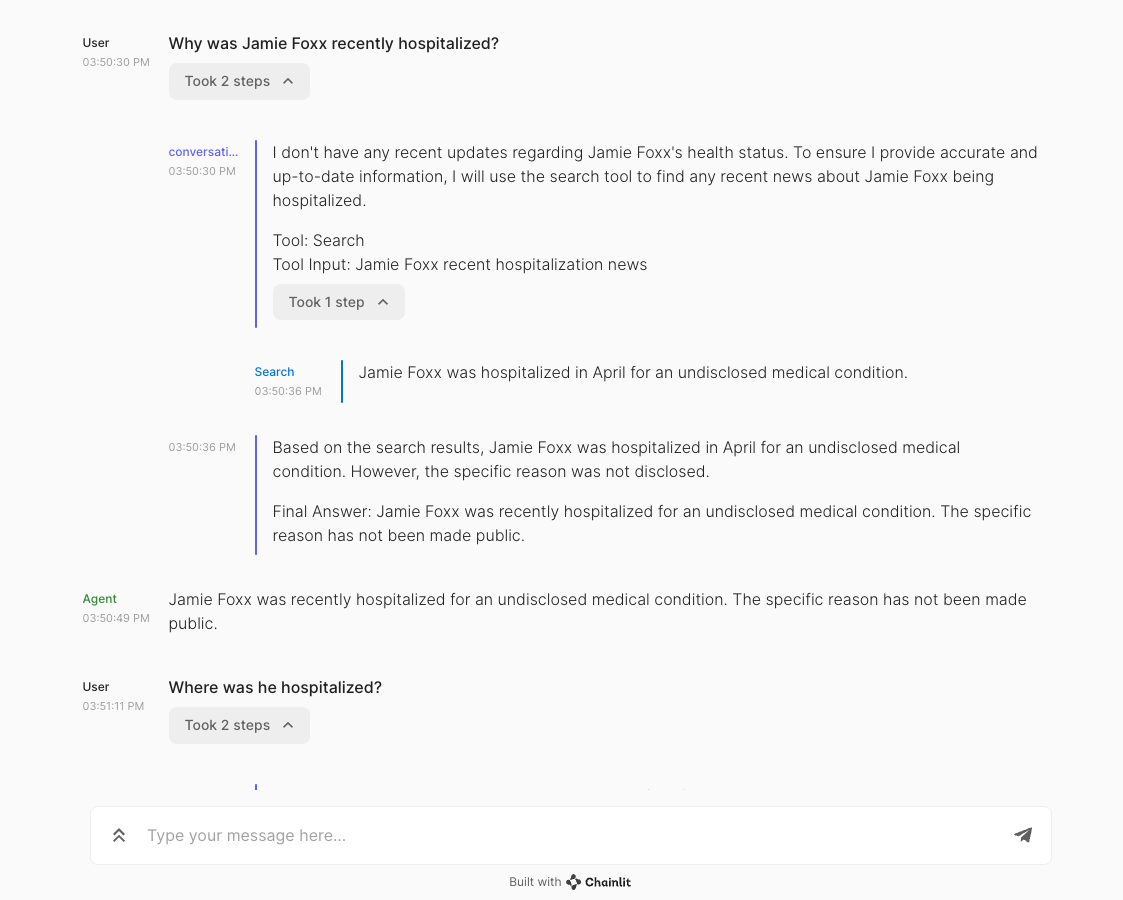 User
03:50:30 PM
Why was Jamie Foxx recently hospitalized?
Took 2 steps
conversati...
03:50:30 PM
I don't have any recent updates regarding Jamie Foxx's health status. To ensure I provide accurate and
up-to-date information, I will use the search tool to find any recent news about Jamie Foxx being
hospitalized.
Tool: Search
Tool Input: Jamie Foxx recent hospitalization news
Took 1 step
Search
03:50:36 PM
Jamie Foxx was hospitalized in April for an undisclosed medical condition.
03:50:36 PM
Based on the search results, Jamie Foxx was hospitalized in April for an undisclosed medical
condition. However, the specific reason was not disclosed.
Final Answer: Jamie Foxx was recently hospitalized for an undisclosed medical condition. The specific
reason has not been made public.
Agent
03:50:49 PM
Jamie Foxx was recently hospitalized for an undisclosed medical condition. The specific reason has not been made
public.
User
03:51:11 PM
Where was he hospitalized?
Took 2 steps
Type your message here...
Built with Chainlit